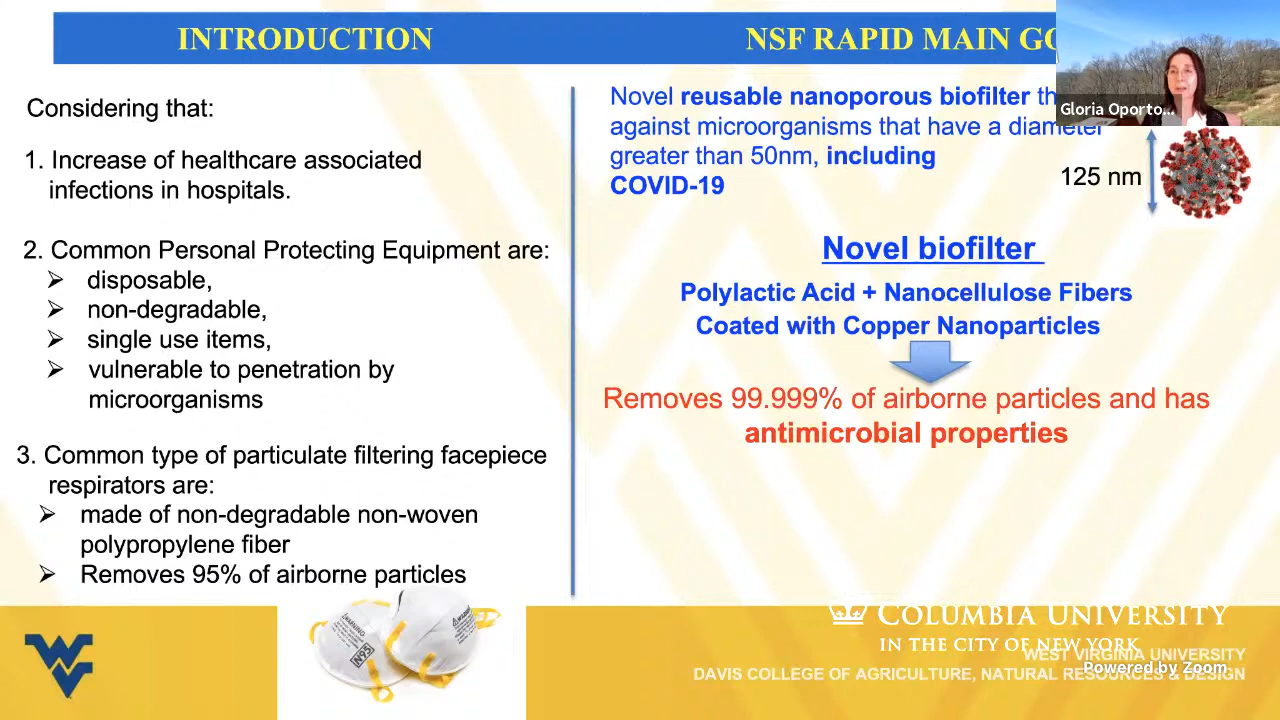 INTRODUCTION
Considering that:
1. Increase of healthcare associated
infections in hospitals.
2. Common Personal Protecting Equipment are:
➢ disposable,
➢ non-degradable,
➢ single use items,
➢ vulnerable to penetration by
microorganisms
3. Common type of particulate filtering facepiece
respirators are:
➢ made of non-degradable non-woven
polypropylene fiber
➢ Removes 95% of airborne particles
WARNING
N95
NSF RAPID MAIN
Novel reusable nanoporous biofilter
against microorganisms that have a diameter
greater than 50nm, including
COVID-19
Gloria Oporto...
125 nm
Novel biofilter
Polylactic Acid + Nanocellulose Fibers
Coated with Copper Nanoparticles
Removes 99.999% of airborne particles and has
antimicrobial properties
COLUMBIA UNIVERSITY
IN THE CITY OF NEW YORK
WEST VIRGINIA UNIVERSITY
Powered by Zoom
DAVIS COLLEGE OF AGRICULTURE, NATURAL RESOURCES & DESIGN